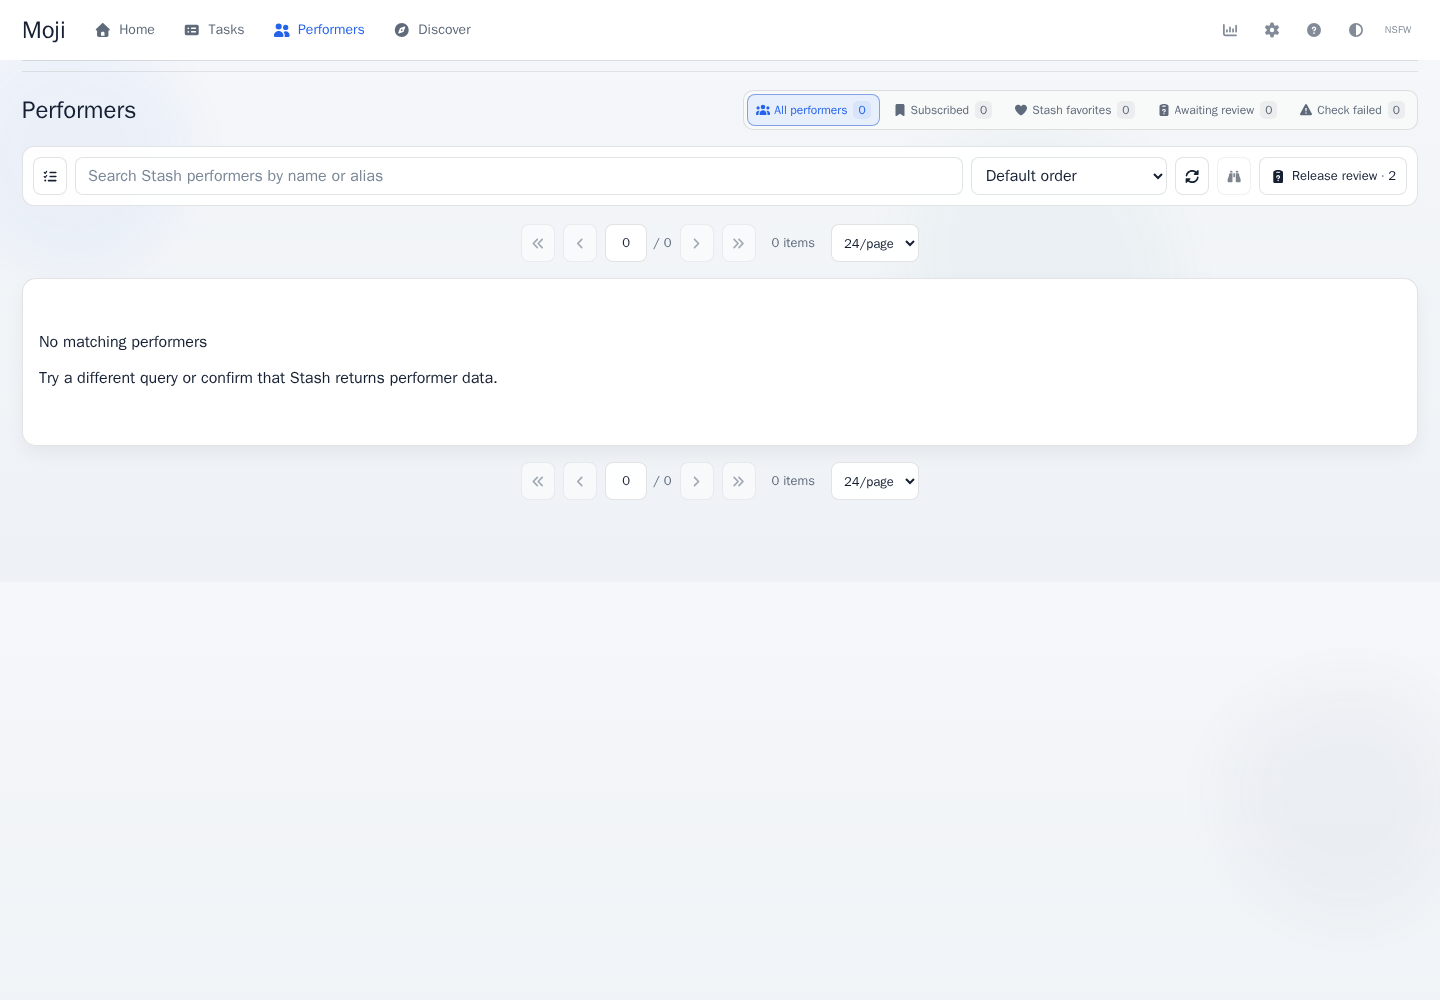 Moji Home Tasks Performers Discover NSFW
Performers All performers 0 Subscribed 0 Stash favorites 0 Awaiting review 0 Check failed 0
Search Stash performers by name or alias Default order Release review · 2
0 / 0 0 items 24/page
No matching performers
Try a different query or confirm that Stash returns performer data.
0 / 0 0 items 24/page